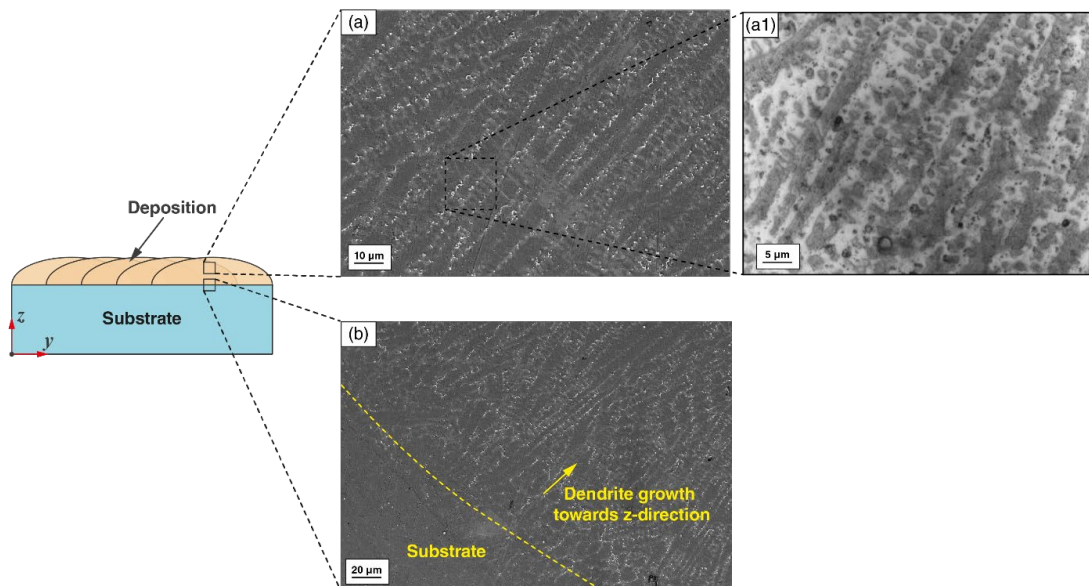 (a)
(a1)
Deposition
10 µm
5 µm
Substrate
z
y
(b)
Dendrite growth
towards z-direction
Substrate
20 µm